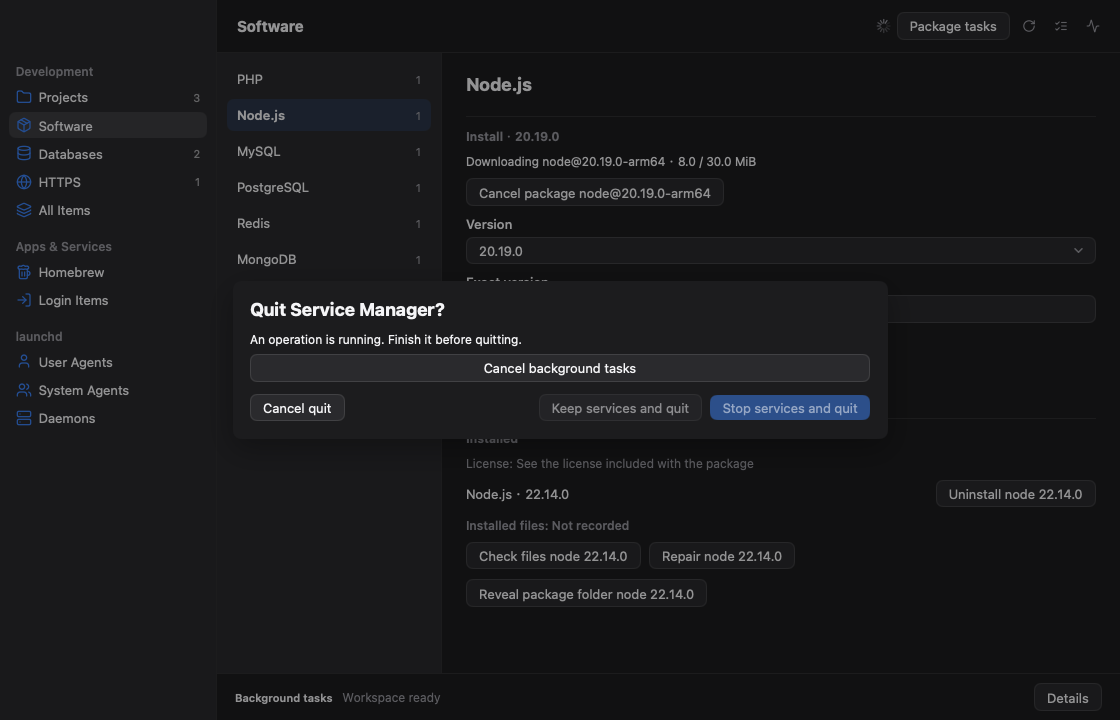 Software
Package tasks
Development
Projects 3
Software
Databases 2
HTTPS 1
All Items
Apps & Services
Homebrew
Login Items
launchd
User Agents
System Agents
Daemons
PHP 1
Node.js 1
MySQL 1
PostgreSQL 1
Redis 1
MongoDB 1
Node.js
Install · 20.19.0
Downloading node@20.19.0-arm64 · 8.0 / 30.0 MiB
Cancel package node@20.19.0-arm64
Version
20.19.0
Exact version
Quit Service Manager?
An operation is running. Finish it before quitting.
Cancel background tasks
Cancel quit
Keep services and quit
Stop services and quit
Installed
License: See the license included with the package
Node.js · 22.14.0
Uninstall node 22.14.0
Installed files: Not recorded
Check files node 22.14.0
Repair node 22.14.0
Reveal package folder node 22.14.0
Background tasks Workspace ready
Details